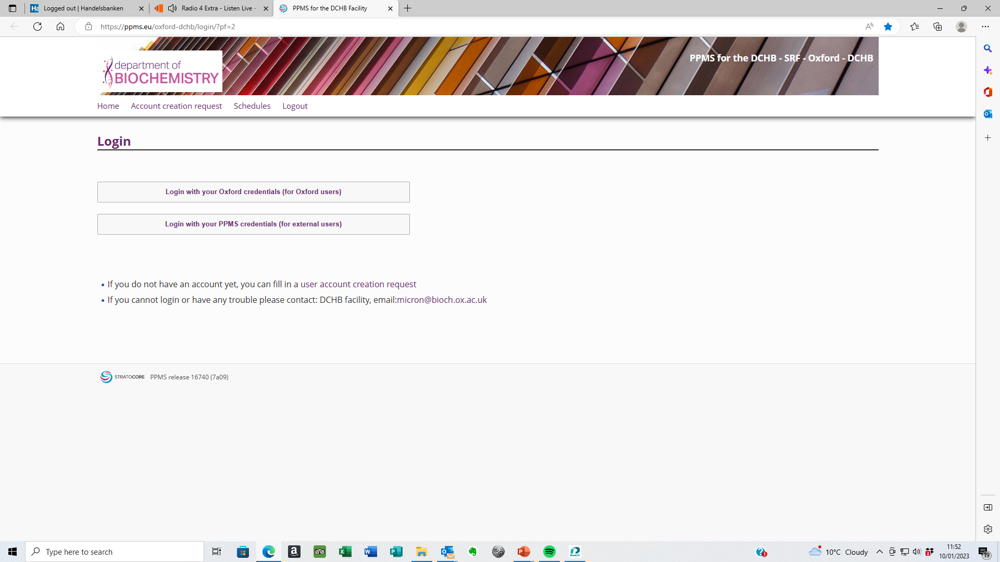 Logged out | Handelsbanken
Radio 4 Extra - Listen Live -
PPMS for the DCHB Facility
https://ppms.eu/oxford-dchb/login/?pf=2
department of
BIOCHEMISTRY
PPMS for the DCHB - SRF - Oxford - DCHB
Home Account creation request Schedules Logout
Login
Login with your Oxford credentials (for Oxford users)
Login with your PPMS credentials (for external users)
• If you do not have an account yet, you can fill in a user account creation request
• If you cannot login or have any trouble please contact: DCHB facility, email:micron@bioch.ox.ac.uk
STRATOCORE PPMS release 16740 (7a09)
Type here to search
10°C Cloudy
11:52
10/01/2023
19